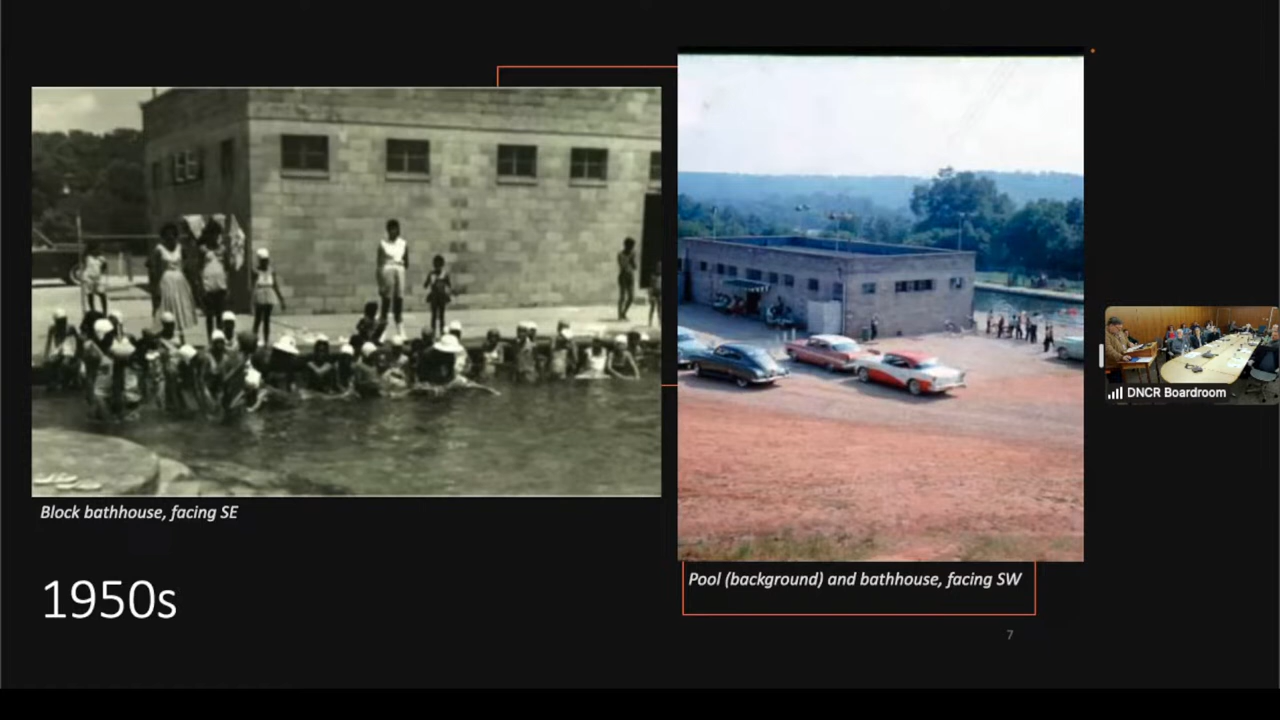 Block bathhouse, facing SE
1950s
Pool (background) and bathhouse, facing SW
7
DNCR Boardroom